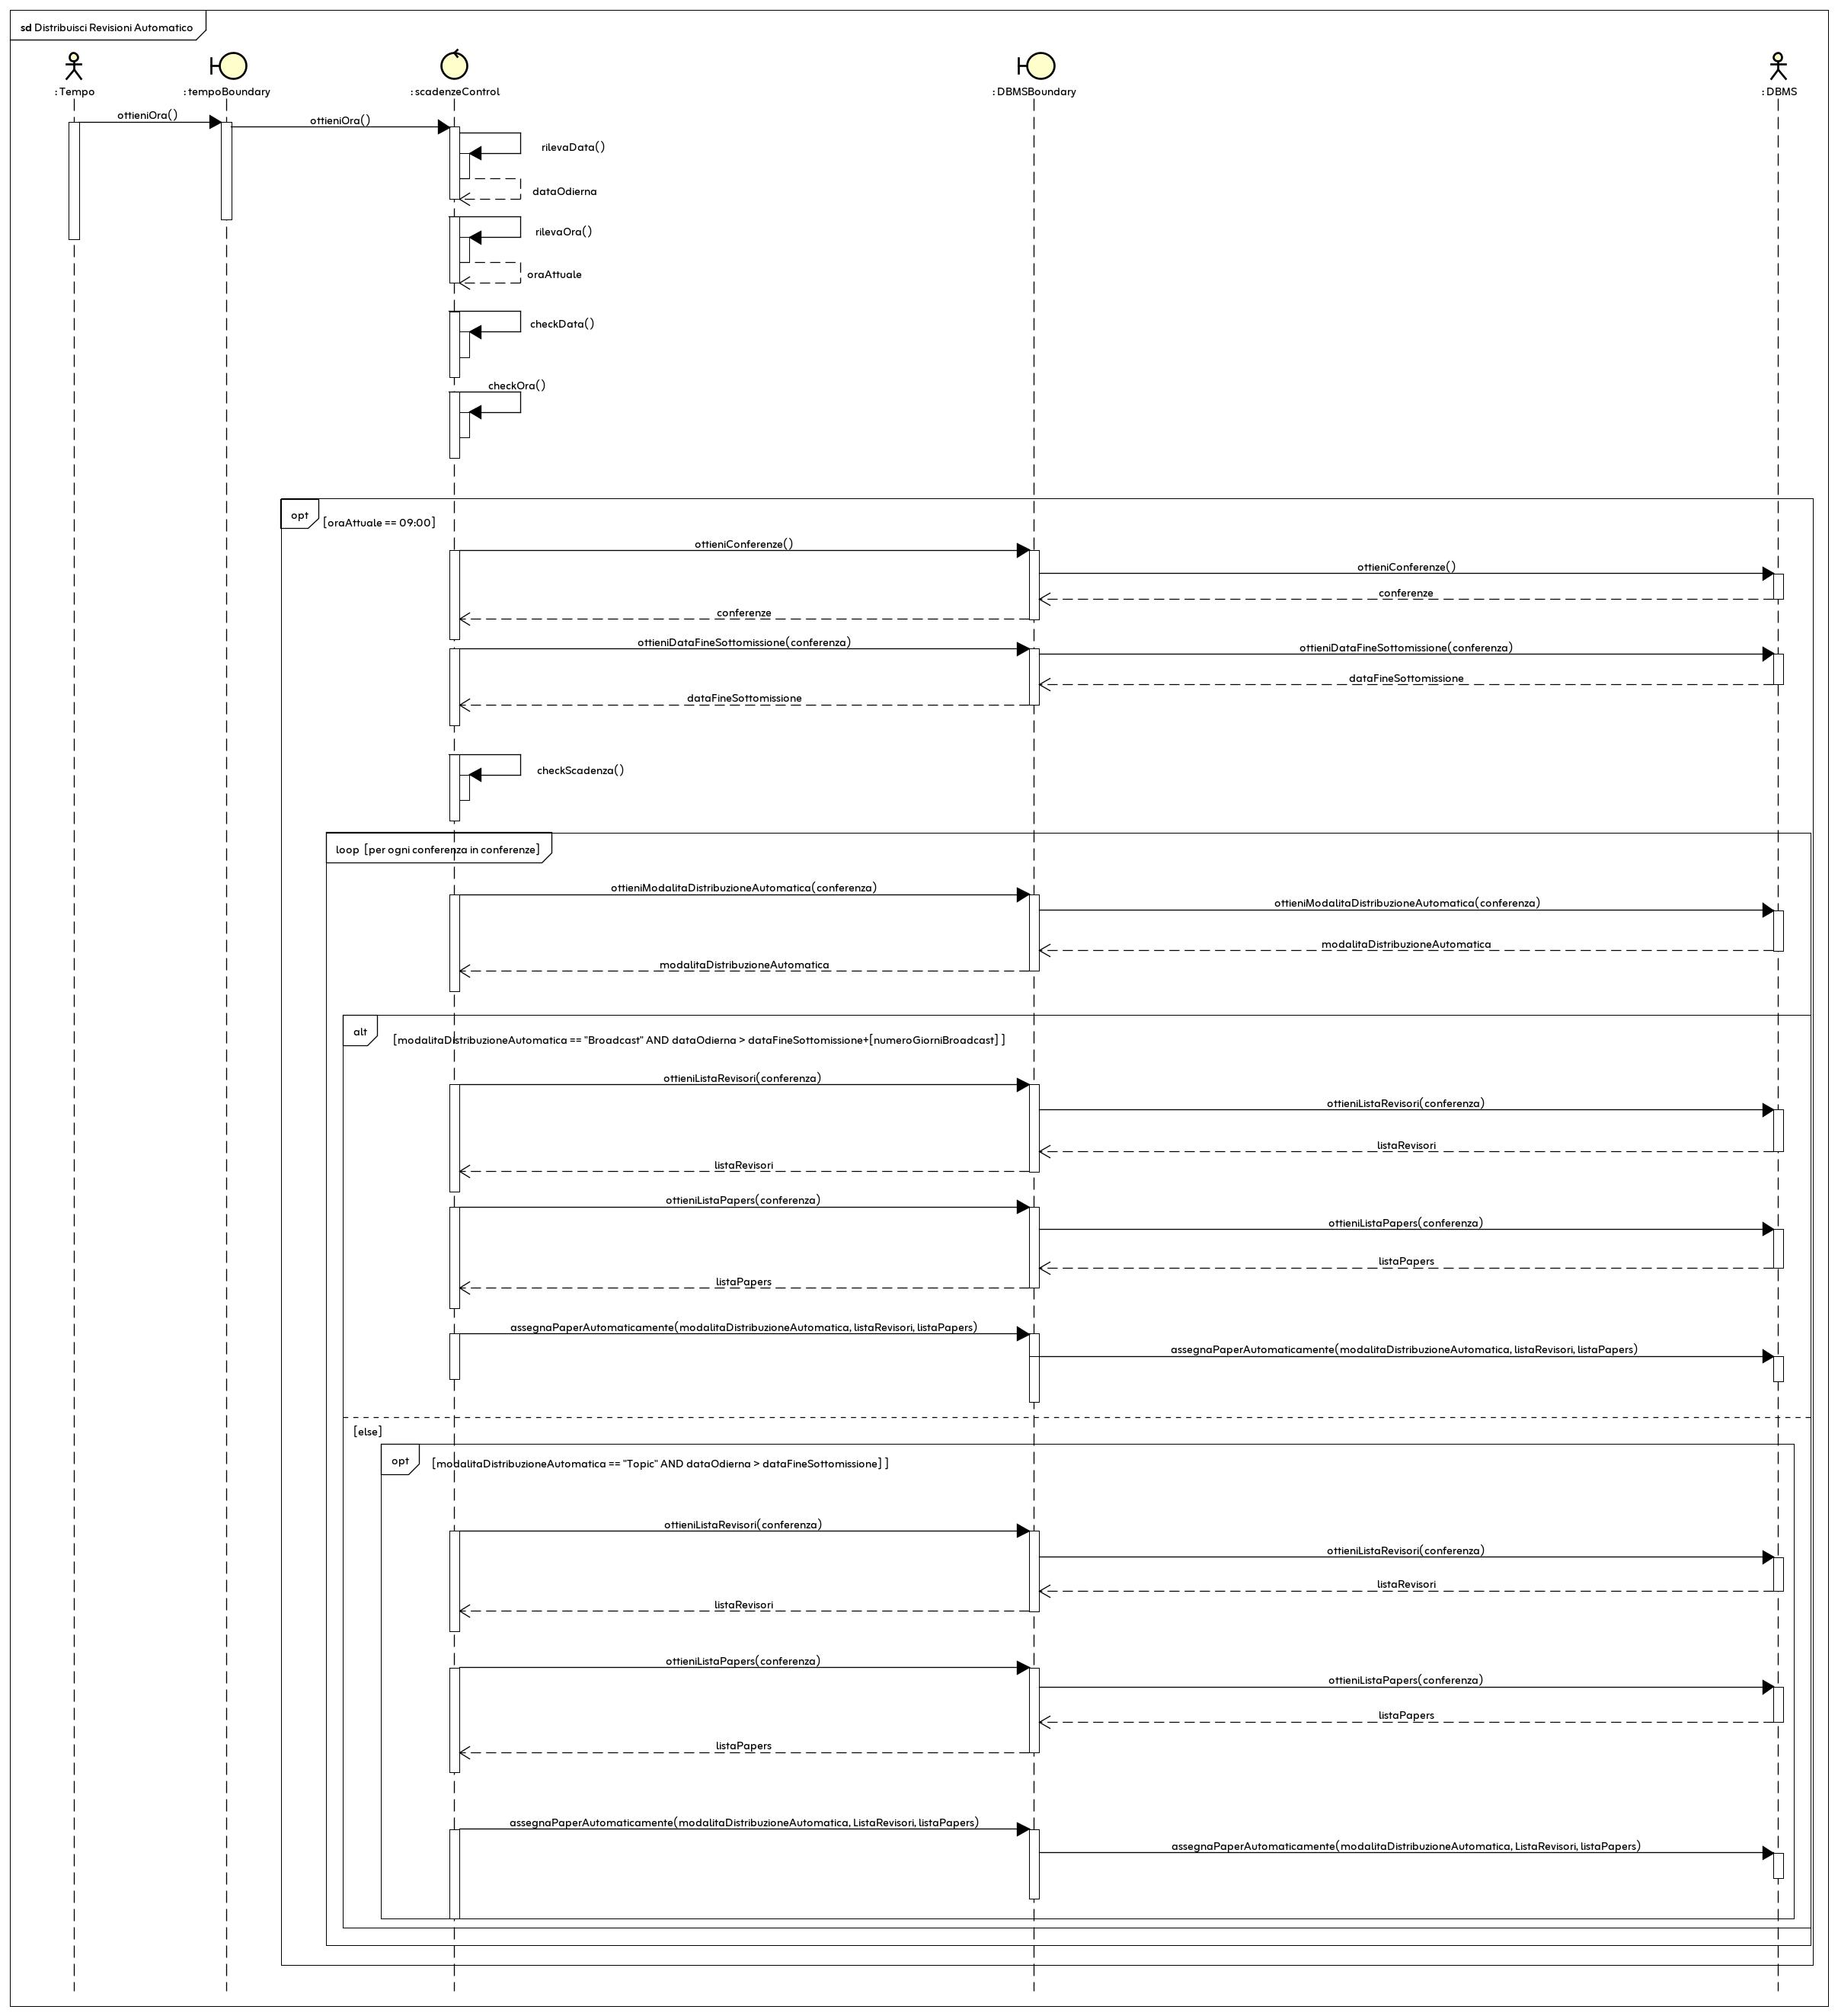 sd Distribuisci Revisioni Automatico
: Tempo
: tempoBoundary
: scadenzeControl
: DBMSBoundary
: DBMS
ottieniOra()
ottieniOra()
rilevaData()
dataOdierna
rilevaOra()
oraAttuale
checkData()
checkOra()
opt
[oraAttuale == 09:00]
ottieniConferenze()
ottieniConferenze()
conferenze
conferenze
ottieniDataFineSottomissione(conferenza)
ottieniDataFineSottomissione(conferenza)
dataFineSottomissione
dataFineSottomissione
checkScadenza()
loop [per ogni conferenza in conferenze]
ottieniModalitaDistribuzioneAutomatica(conferenza)
ottieniModalitaDistribuzioneAutomatica(conferenza)
modalitaDistribuzioneAutomatica
modalitaDistribuzioneAutomatica
alt
[modalitaDistribuzioneAutomatica == "Broadcast" AND dataOdierna > dataFineSottomissione+[numeroGiorniBroadcast] ]
ottieniListaRevisori(conferenza)
ottieniListaRevisori(conferenza)
listaRevisori
listaRevisori
ottieniListaPapers(conferenza)
ottieniListaPapers(conferenza)
listaPapers
listaPapers
assegnaPaperAutomaticamente(modalitaDistribuzioneAutomatica, listaRevisori, listaPapers)
assegnaPaperAutomaticamente(modalitaDistribuzioneAutomatica, listaRevisori, listaPapers)
[else]
opt
[modalitaDistribuzioneAutomatica == "Topic" AND dataOdierna > dataFineSottomissione] ]
ottieniListaRevisori(conferenza)
ottieniListaRevisori(conferenza)
listaRevisori
listaRevisori
ottieniListaPapers(conferenza)
ottieniListaPapers(conferenza)
listaPapers
listaPapers
assegnaPaperAutomaticamente(modalitaDistribuzioneAutomatica, ListaRevisori, listaPapers)
assegnaPaperAutomaticamente(modalitaDistribuzioneAutomatica, ListaRevisori, listaPapers)